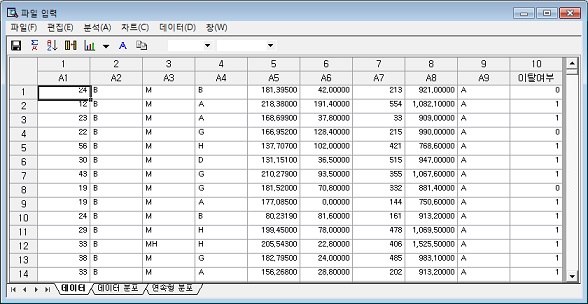 파일 입력
파일(F) 편집(E) 분석(A) 차트(C) 데이터(D) 창(W)
1 2 3 4 5 6 7 8 9 10
A1 A2 A3 A4 A5 A6 A7 A8 A9 이탈여부
1 24 B M B 181,39500 42,00000 213 921,00000 A 0
2 12 B M A 218,38000 191,40000 554 1,082,10000 A 1
3 23 B M A 168,69900 37,80000 33 909,00000 A 1
4 22 B M G 166,95200 128,40000 215 990,00000 A 0
5 56 B M H 137,70700 102,00000 421 768,60000 A 1
6 30 B M D 131,15100 36,50000 515 947,00000 A 1
7 43 B M G 210,27900 93,50000 355 1,067,60000 A 1
8 19 B M G 181,52000 70,80000 332 881,40000 A 0
9 19 B M A 177,08500 0,00000 144 750,60000 A 1
10 24 B M B 80,23190 81,60000 161 913,20000 A 1
11 29 B M H 199,45000 78,00000 478 1,069,50000 A 1
12 33 B MH H 205,54300 22,80000 406 1,525,50000 A 1
13 38 B M G 182,79500 24,00000 485 983,10000 A 1
14 33 B M A 156,26800 28,80000 202 913,20000 A 1
데이터 데이터 분포 연속형 분포